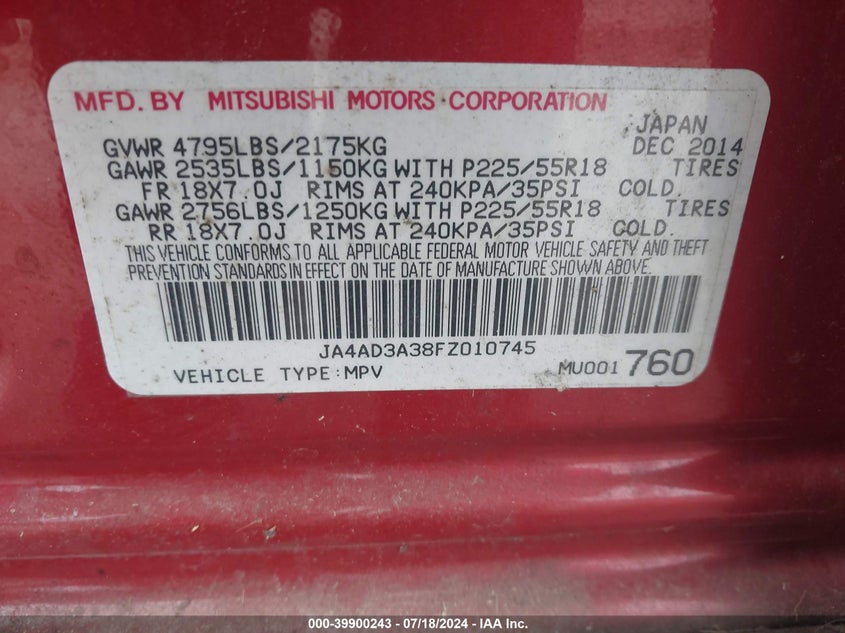 MFD. BY MITSUBISHI MOTORS CORPORATION
JAPAN
GVWR 4795LBS/2175KG DEC 2014
GAWR 2535LBS/1150KG WITH P225/55R18 TIRES
FR 18X7.0J RIMS AT 240KPA/35PSI COLD.
GAWR 2756LBS/1250KG WITH P225/55R18 TIRES
RR 18X7.0J RIMS AT 240KPA/35PSI COLD.
THIS VEHICLE CONFORMS TO ALL APPLICABLE FEDERAL MOTOR VEHICLE SAFETY AND THEFT
PREVENTION STANDARDS IN EFFECT ON THE DATE OF MANUFACTURE SHOWN ABOVE.
JA4AD3A38FZ010745
VEHICLE TYPE:MPV MU001 760
000-39900243 - 07/18/2024 - IAA Inc.